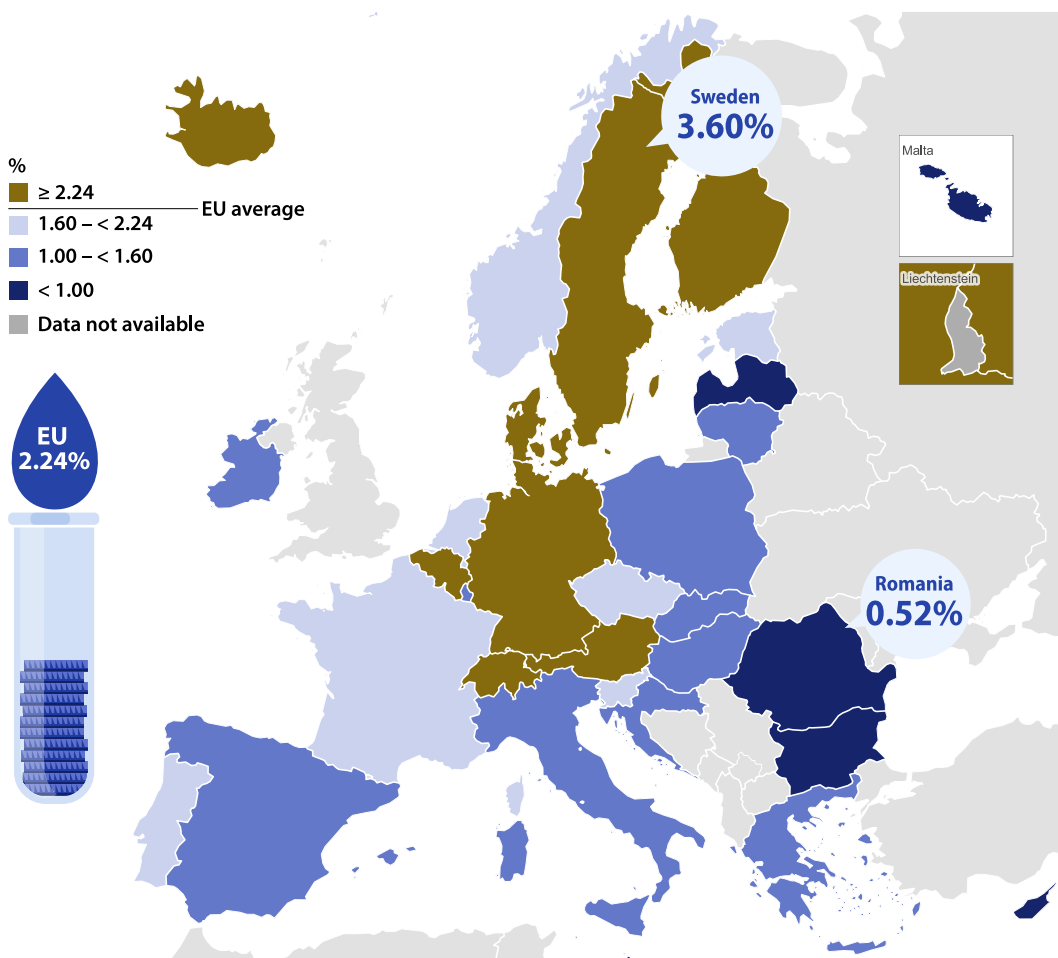 Sweden
3.60%
Malta
%
≥ 2.24
EU average
1.60 – < 2.24
1.00 – < 1.60
< 1.00
Data not available
Liechtenstein
EU
2.24%
Romania
0.52%